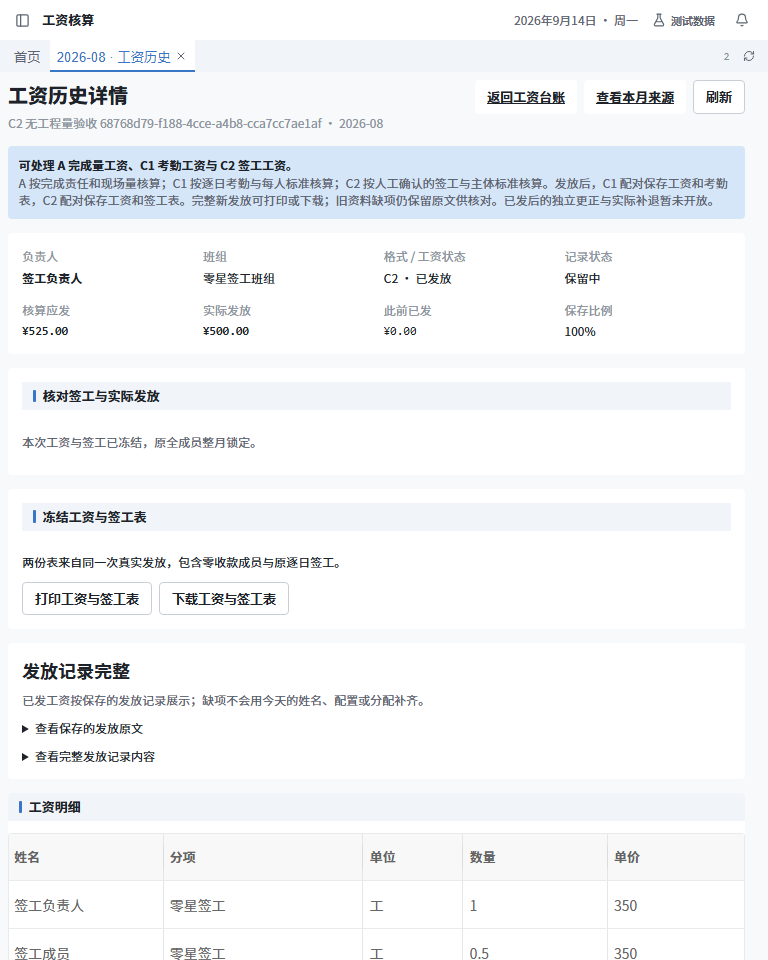 工资核算
2026年9月14日 · 周一 测试数据
首页 2026-08 · 工资历史 × 2
工资历史详情
返回工资台账 查看本月来源 刷新
C2 无工程量验收 68768d79-f188-4cce-a4b8-cca7cc7ae1af · 2026-08
可处理 A 完成量工资、C1 考勤工资与 C2 签工工资。
A 按完成责任和现场量核算；C1 按逐日考勤与每人标准核算；C2 按人工确认的签工与主体标准核算。发放后，C1 配对保存工资和考勤
表，C2 配对保存工资和签工表。完整新发放可打印或下载；旧资料缺项仍保留原文供核对。已发后的独立更正与实际补退暂未开放。
负责人 班组 格式 / 工资状态 记录状态
签工负责人 零星签工班组 C2 · 已发放 保留中
核算应发 实际发放 此前已发 保存比例
¥525.00 ¥500.00 ¥0.00 100%
核对签工与实际发放
本次工资与签工已冻结，原全成员整月锁定。
冻结工资与签工表
两份表来自同一次真实发放，包含零收款成员与原逐日签工。
打印工资与签工表 下载工资与签工表
发放记录完整
已发工资按保存的发放记录展示；缺项不会用今天的姓名、配置或分配补齐。
▶ 查看保存的发放原文
▶ 查看完整发放记录内容
工资明细
姓名 分项 单位 数量 单价
签工负责人 零星签工 工 1 350
签工成员 零星签工 工 0.5 350